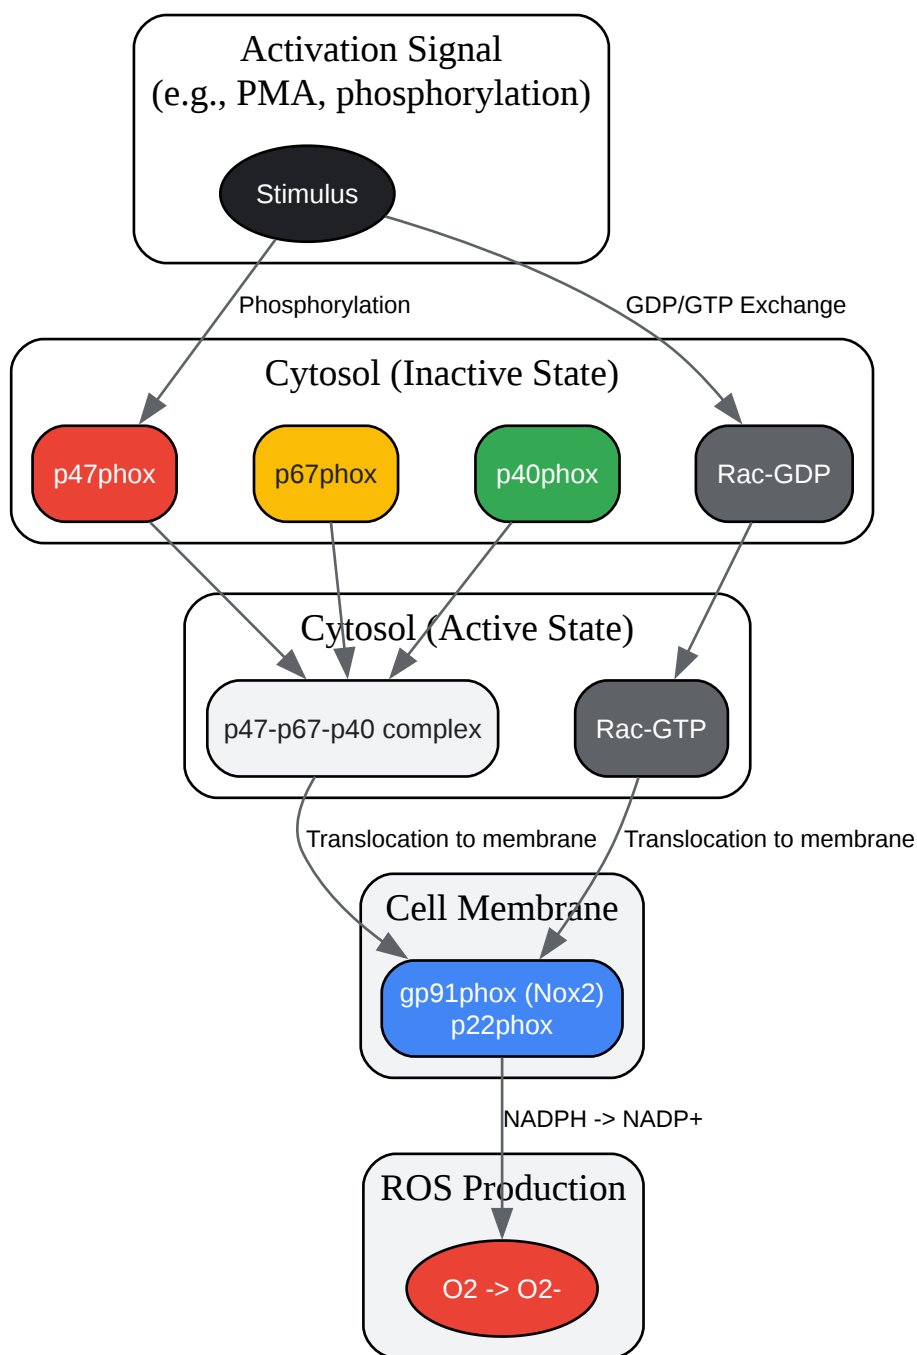 Activation Signal
(e.g., PMA, phosphorylation)
Stimulus
Phosphorylation
GDP/GTP Exchange
Cytosol (Inactive State)
p47phox
p67phox
p40phox
Rac-GDP
Cytosol (Active State)
p47-p67-p40 complex
Rac-GTP
Translocation to membrane
Translocation to membrane
Cell Membrane
gp91phox (Nox2)
p22phox
NADPH -> NADP+
ROS Production
O2 -> O2-